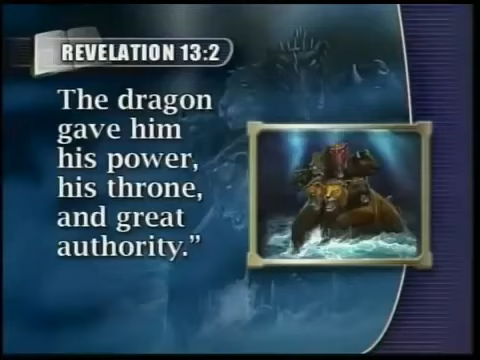 REVELATION 13:2
The dragon
gave him
his power,
his throne,
and great
authority.”